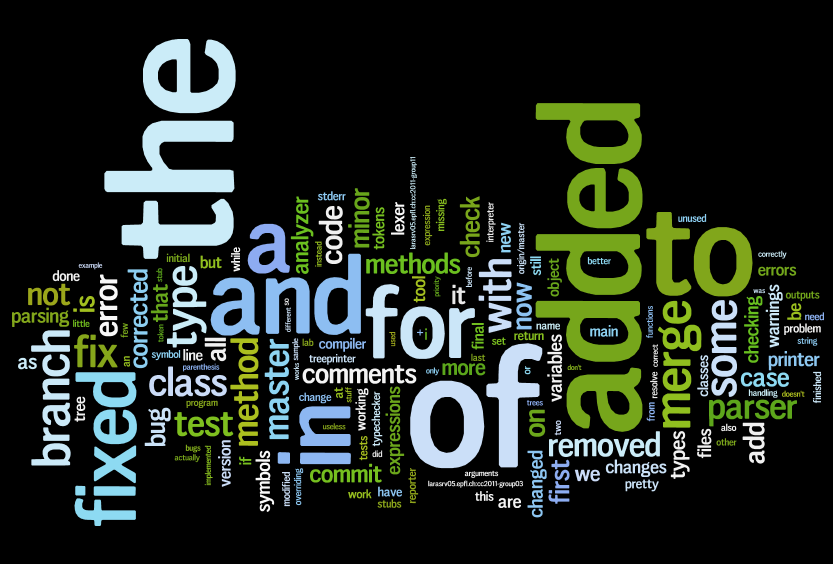 the
added
of
to
and
for
a
in
fixed
fix
branch
master
merge
some
with
now
new
class
type
method
methods
test
error
corrected
is
not
parsing
that
but
initial
while
done
example
stub
token
little
few
an
as
tree
symbol
line
all
parenthesis
program
bug
bugs
actually
implemented
version
if
symbols
modified
overriding
analyzer
instead
stderr
code
minor
tokens
lexer
larasrv05.epfl.ch:cc2011-group11
expression
missing
check
interpreter
origin/master
still
object
better
unused
tool
priority
it
before
+i
used
different
so
lab
works
sample
compiler
treeprinter
comments
change
at
stuff
useless
tests
working
typechecker
did
expressions
commit
work
have
stubs
reporter
arguments
larasrv05.epfl.ch:cc2011-group03
this
are
only
more
last
final
set
return
name
variables
or
trees
on
two
don't
main
removed
changed
first
we
changes
pretty
from
resolve
correct
functions
types
files
classes
also
other
add
parser
case
handling
doesn't
finished
printer
string
problem
need
be
outputs
warnings
checking
was
errors
correctly